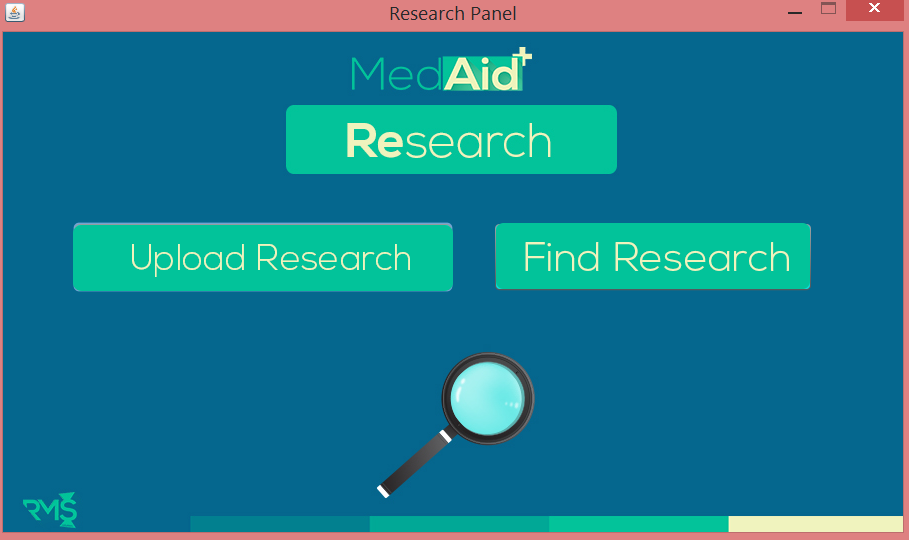 Research Panel
MedAid+
Research
Upload Research
Find Research
RMS